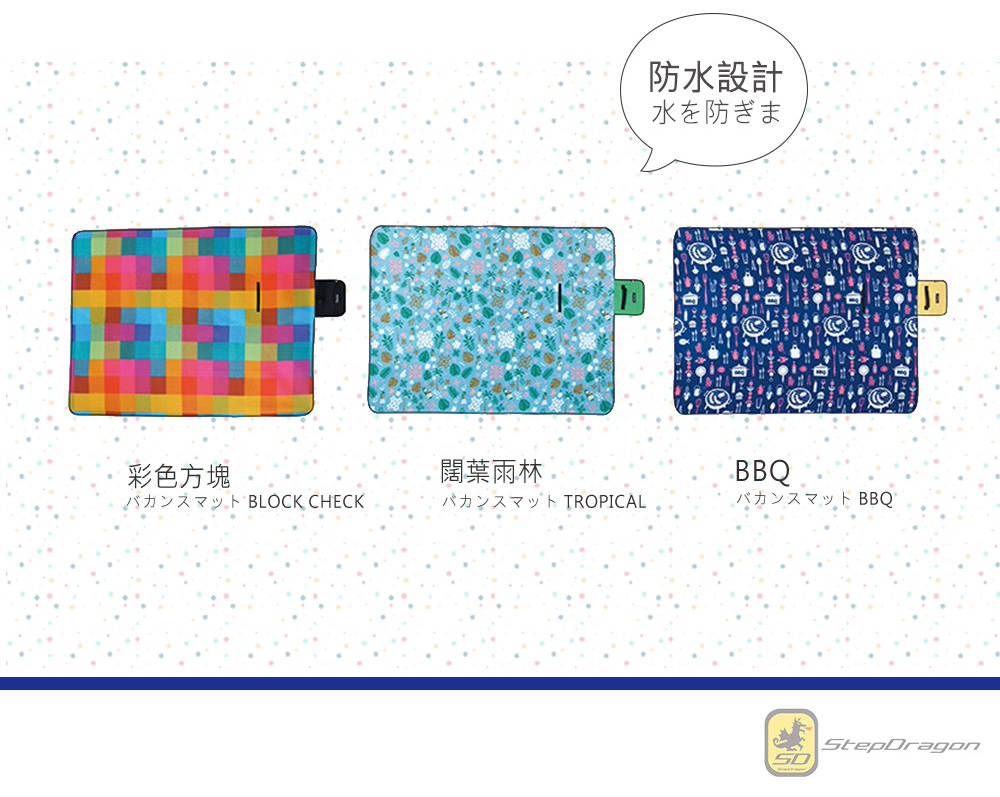 防水設計
水を防ぎま
彩色方塊
バカンスマット BLOCK CHECK
闊葉雨林
バカンスマット TROPICAL
BBQ
バカンスマット BBQ
SD
StepDragon
StepDragon